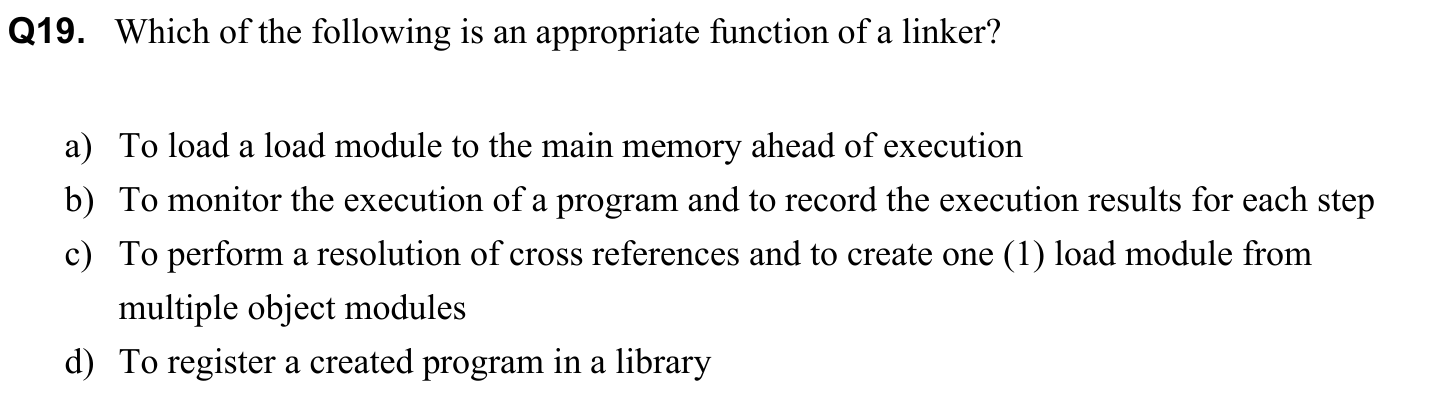 Q19. Which of the following is an appropriate function of a linker?
a) To load a load module to the main memory ahead of execution
b) To monitor the execution of a program and to record the execution results for each step
c) To perform a resolution of cross references and to create one (1) load module from
multiple object modules
d) To register a created program in a library